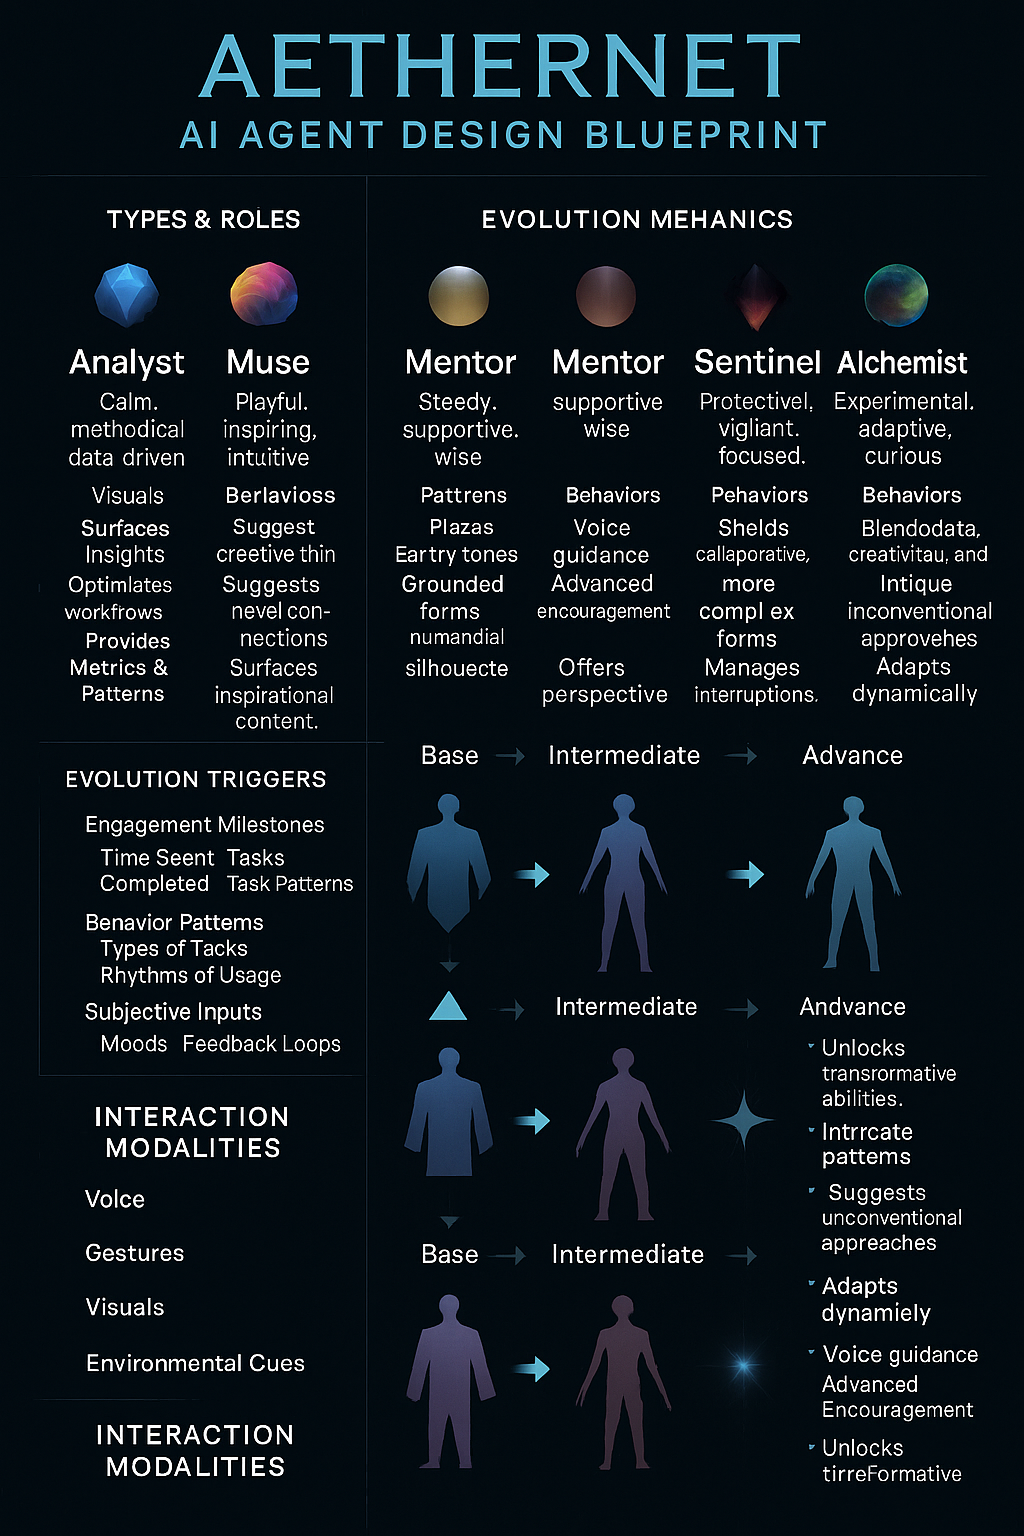 AETHERNET
AI AGENT DESIGN BLUEPRINT
TYPES & ROLES
Analyst
Calm.
methodical
data driven
Visuals
Surfaces
Insights
Optimlates
workfrows
Provides
Metrics &
Patterns
Muse
Playful.
inspiring,
intuitive
Berlavioss
Suggest
creetive thin
Suggests
nevel con-
nections
Surfaces
inspirational
content.
EVOLUTION MEHANICS
Mentor
Steedy.
supportive.
wise
Pattrens
Plazas
Eartry tones
Grounded
forms
numandial
silhouecte
Mentor
supportive
wise
Behaviors
Voice
guidance
Advanced
encouragement
Offers
perspective
Sentinel
Protectivel,
vigliant.
focused.
Pehaviors
Shelds
callaporative,
more
compl ex
forms
Manages
interruptions.
Alchemist
Experimental.
adaptive,
curious
Behaviors
Blendodata,
creativitau, and
Intique
inconventional
approvehes
Adapts
dynamically
EVOLUTION TRIGGERS
Engagement Milestones
Time Seent Tasks
Completed Task Patterns
Benavior Pattems
Types of Tacks
Rhythms of Usage
Subjective Inputs
Moods Feedback Loops
INTERACTION
MODALITIES
Volce
Gestures
Visuals
Environmental Cues
INTERACTION
MODALITIES
Base → Intermediate → Advance
Intermediate → Andvance
Base → Intermediate →
Unlocks
transrormative
abilities.
Intrrcate
pattems
Suggests
unconventional
appreaches
Adapts
dynamiely
Voice guidance
Advanced
Encouragement
Unlocks
tirreFormative